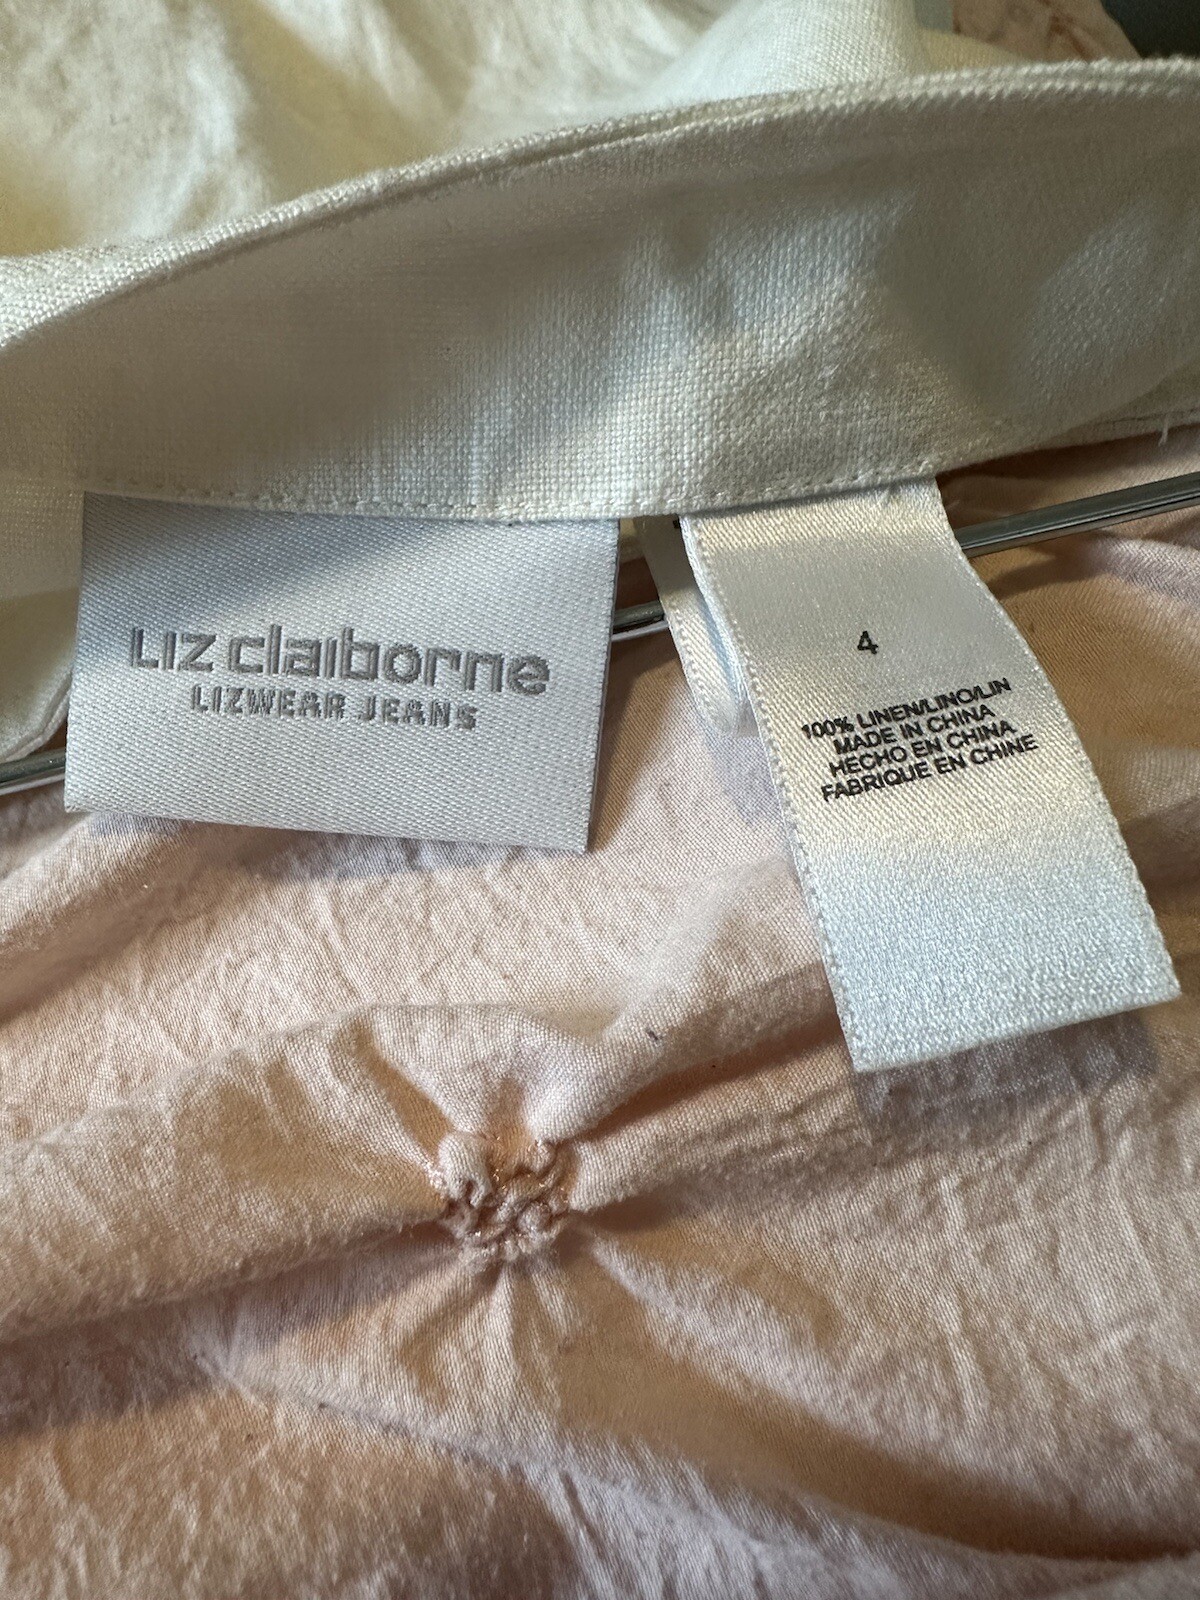 Liz claiborne
LIZWEAR JEANS
4
100% LINEN/LINO/LIN
MADE IN CHINA
HECHO EN CHINA
FABRIQUE EN CHINE